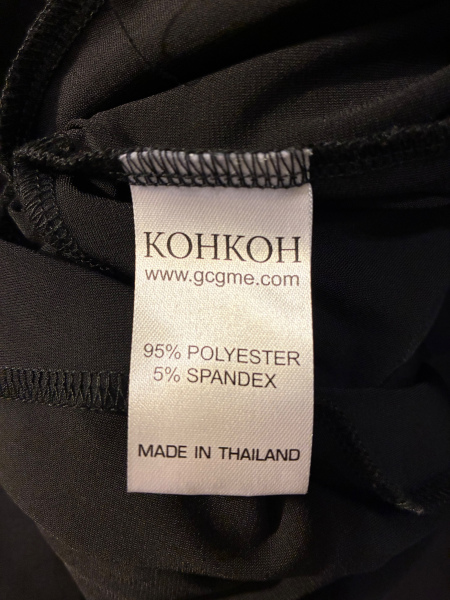 KOHKOH
www.gcgme.com
95% POLYESTER
5% SPANDEX
MADE IN THAILAND